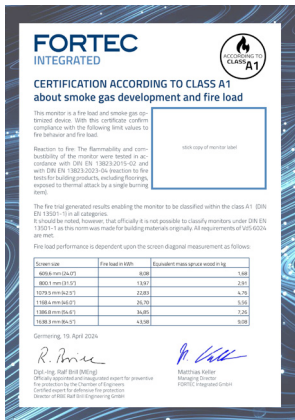 FORTEC
INTEGRATED
ACCORDING TO
CLASS
A1
CERTIFICATION ACCORDING TO CLASS A1
about smoke gas development and fire load
This monitor is a fire load and smoke gas op-
timized device. With this certificate confirm
compliance with the following limit values to
fire behavior and fire load.
Reaction to fire: The flammability and com-
bustibility of the monitor were tested in ac-
cordance with DIN EN 13823:2015-02 and
with DIN EN 13823:2023-04 (reaction to fire
tests for building products, excluding floorings,
exposed to thermal attack by a single burning
item).
stick copy of monitor label
The fire trial generated results enabling the monitor to be classified within the class A1 (DIN
EN 13501-1) in all categories.
It should be noted, however, that officially it is not possible to classify monitors under DIN EN
13501-1 as this norm was made for building materials originally. All requirements of VdS 6024
are met.
Fire load performance is dependent upon the screen diagonal measurement as follows:
Screen size Fire load in kWh Equivalent mass spruce wood in kg
609,6 mm (24.0") 8,08 1,68
800,1 mm (31.5") 13,97 2,91
1079,5 mm (42.5") 22,83 4,76
1168,4 mm (46.0") 26,70 5,56
1386,8 mm (54.6") 34,85 7,26
1638,3 mm (64.5") 43,58 9,08
Germering, 19. April 2024
Dipl.-Ing. Ralf Brill (MEng)
Officially appointed and inaugurated expert for preventive
fire protection by the Chamber of Engineers
Certified expert for defensive fire protection
Director of BBE Ralf Brill Engineering GmbH
Matthias Keller
Managing Director
FORTEC Integrated GmbH